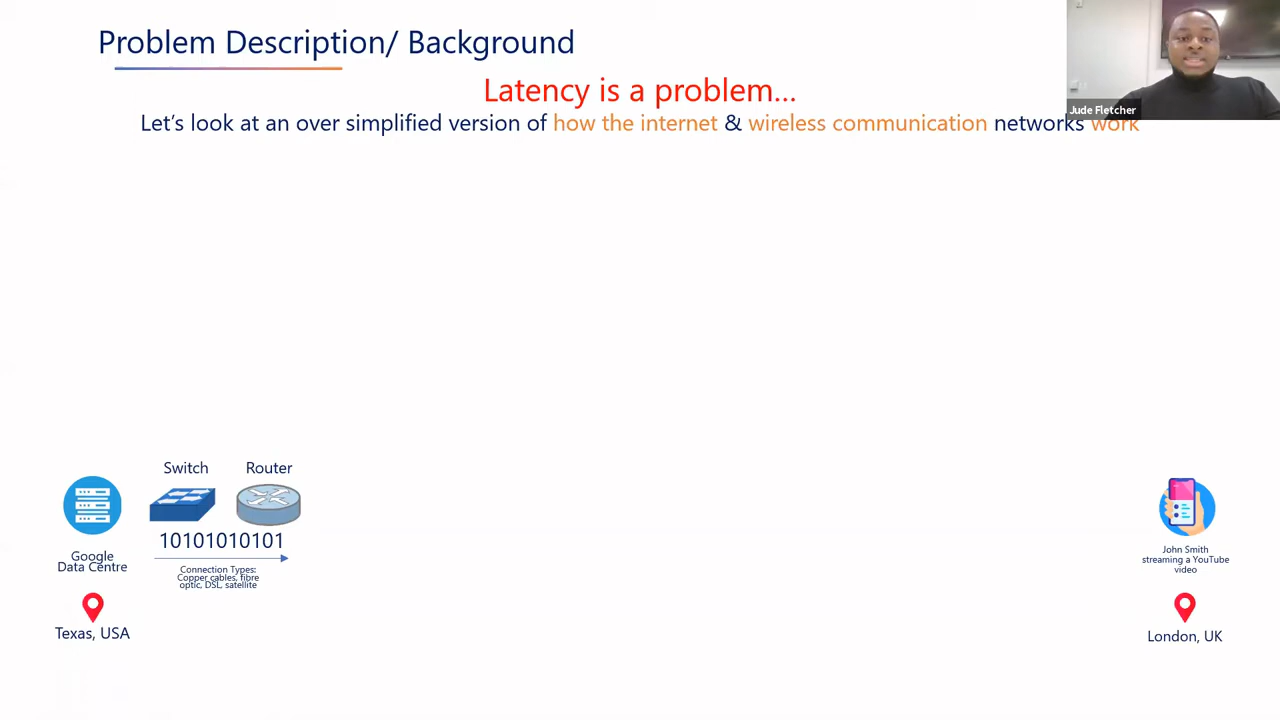 Problem Description/ Background
Latency is a problem...
Let's look at an over simplified version of how the internet & wireless communication networks work
Jude Fletcher
Switch
Router
10101010101
Connection Types:
Copper cables, fibre
optic, DSL, satellite
Google
Data Centre
Texas, USA
John Smith
streaming a YouTube
video
London, UK